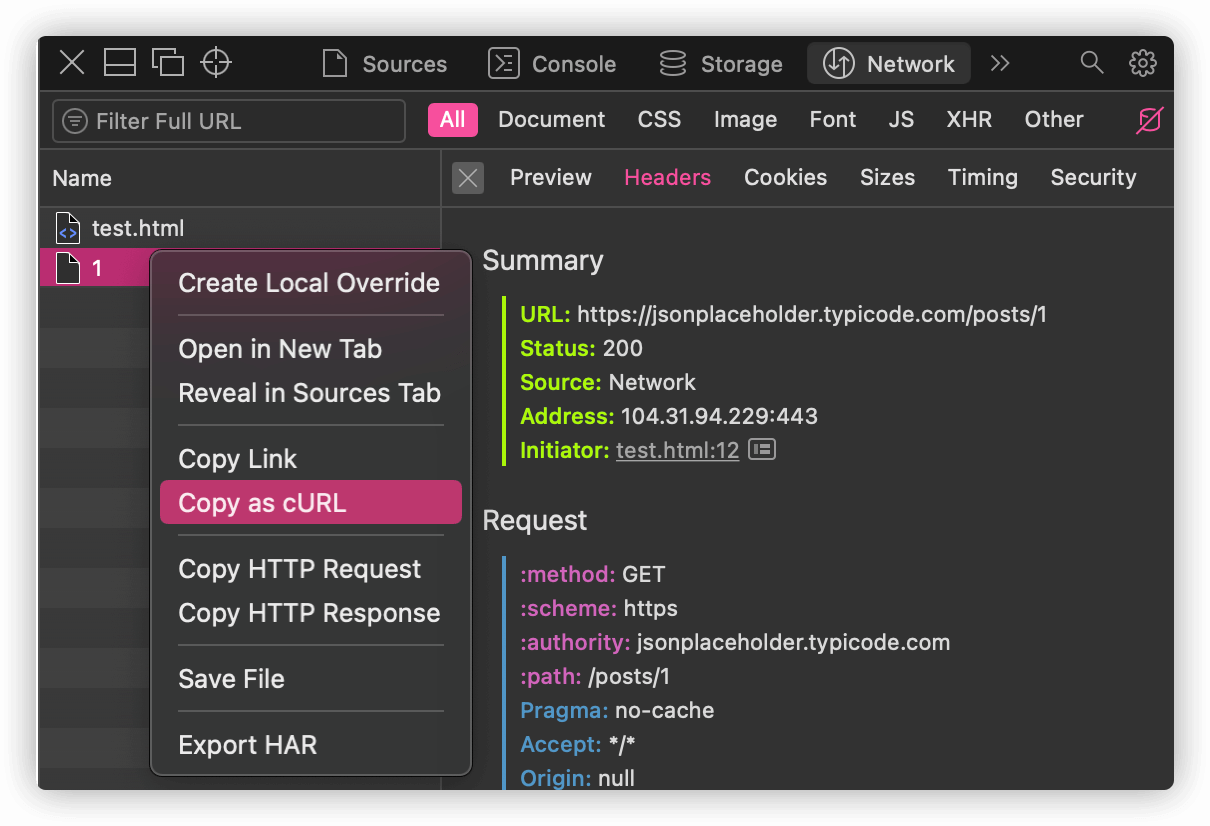 Sources Console Storage Network
Filter Full URL All Document CSS Image Font JS XHR Other
Name Preview Headers Cookies Sizes Timing Security
test.html
1
Create Local Override
Open in New Tab
Reveal in Sources Tab
Copy Link
Copy as cURL
Copy HTTP Request
Copy HTTP Response
Save File
Export HAR
Summary
URL: https://jsonplaceholder.typicode.com/posts/1
Status: 200
Source: Network
Address: 104.31.94.229:443
Initiator: test.html:12
Request
:method: GET
:scheme: https
:authority: jsonplaceholder.typicode.com
:path: /posts/1
Pragma: no-cache
Accept: */*
Origin: null